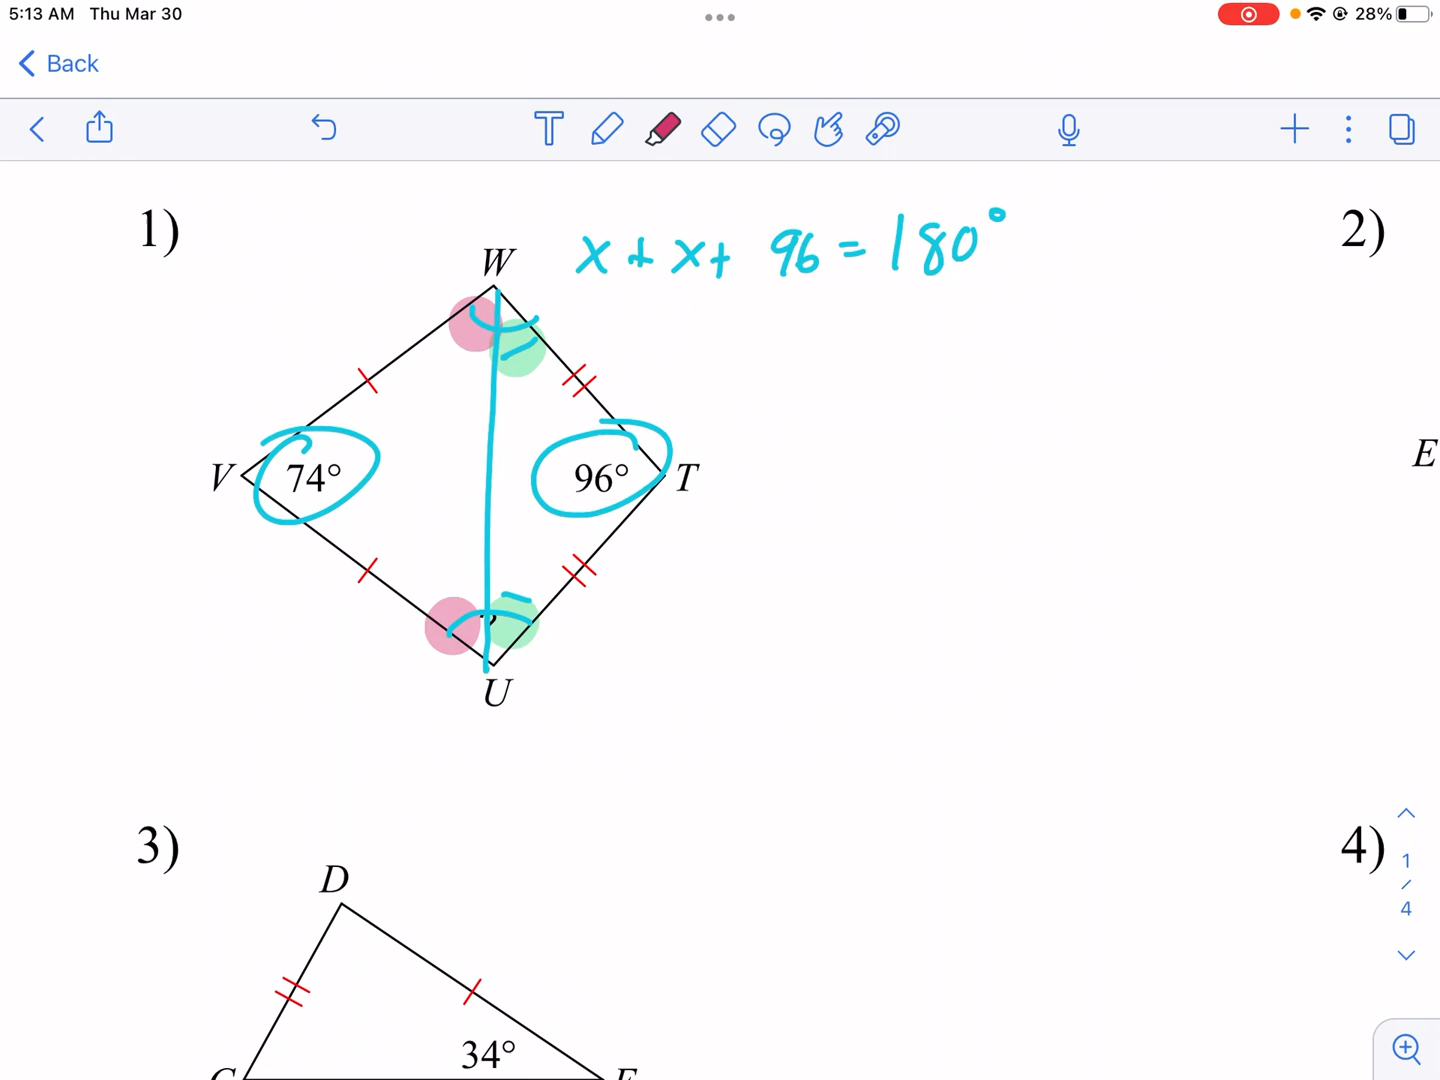 5:13 AM Thu Mar 30
28%
Back
1)
x + x + 96 = 180°
2)
W
V
74°
96°
T
E
?
U
3)
4)
D
1
/
4
34°